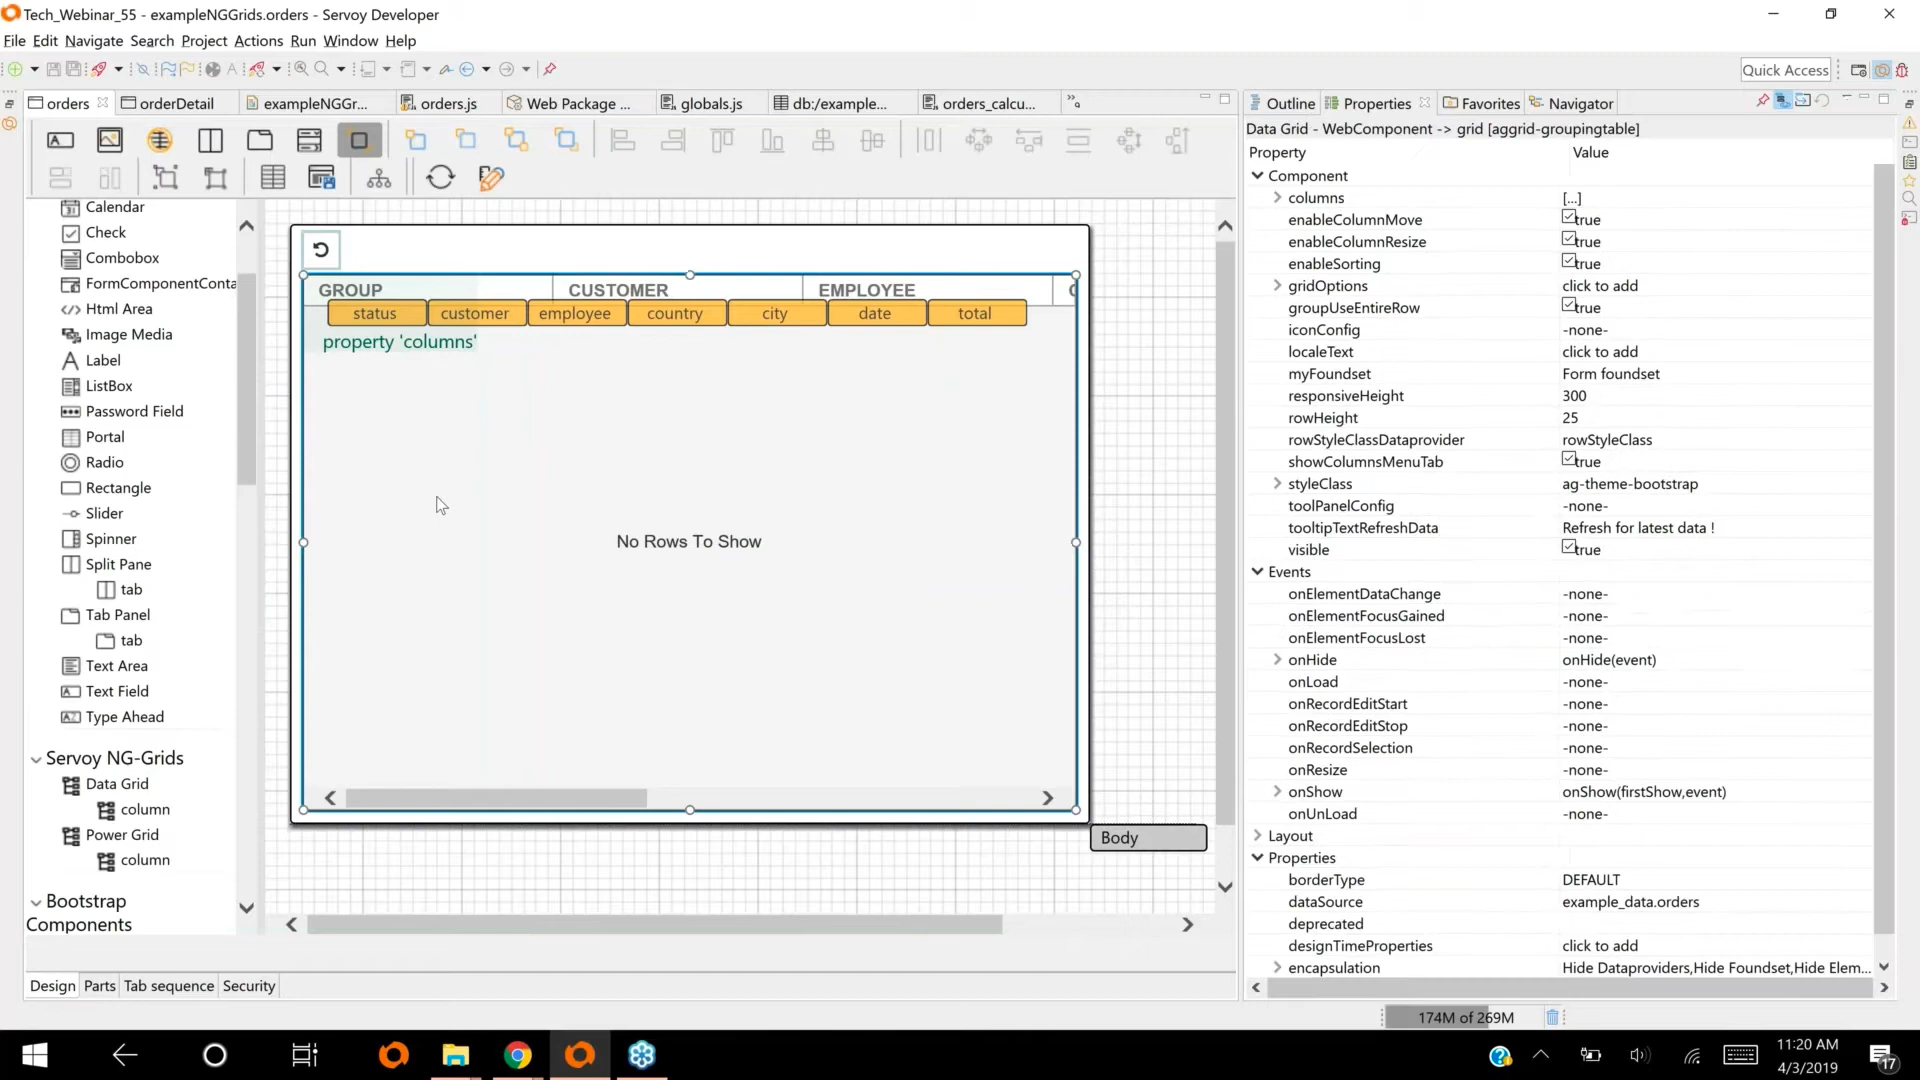 Tech_Webinar_55 - exampleNGGrids.orders - Servoy Developer
File Edit Navigate Search Project Actions Run Window Help
Quick Access
orders
orderDetail
exampleNGGr...
orders.js
Web Package ...
globals.js
db:/example...
orders_calcu...
Calendar
Check
Combobox
FormComponentConta
Html Area
Image Media
Label
ListBox
Password Field
Portal
Radio
Rectangle
Slider
Spinner
Split Pane
tab
Tab Panel
tab
Text Area
Text Field
Type Ahead
Servoy NG-Grids
Data Grid
column
Power Grid
column
Bootstrap
Components
GROUP
CUSTOMER
EMPLOYEE
status
customer
employee
country
city
date
total
property 'columns'
No Rows To Show
Body
Design Parts Tab sequence Security
Outline Properties Favorites Navigator
Data Grid - WebComponent -> grid [aggrid-groupingtable]
Property Value
Component
columns [...]
enableColumnMove true
enableColumnResize true
enableSorting true
gridOptions click to add
groupUseEntireRow true
iconConfig -none-
localeText click to add
myFoundset Form foundset
responsiveHeight 300
rowHeight 25
rowStyleClassDataprovider rowStyleClass
showColumnsMenuTab true
styleClass ag-theme-bootstrap
toolPanelConfig -none-
tooltipTextRefreshData Refresh for latest data !
visible true
Events
onElementDataChange -none-
onElementFocusGained -none-
onElementFocusLost -none-
onHide onHide(event)
onLoad -none-
onRecordEditStart -none-
onRecordEditStop -none-
onRecordSelection -none-
onResize -none-
onShow onShow(firstShow,event)
onUnLoad -none-
Layout
Properties
borderType DEFAULT
dataSource example_data.orders
deprecated
designTimeProperties click to add
encapsulation Hide Dataproviders,Hide Foundset,Hide Elem...
174M of 269M
11:20 AM
4/3/2019
17